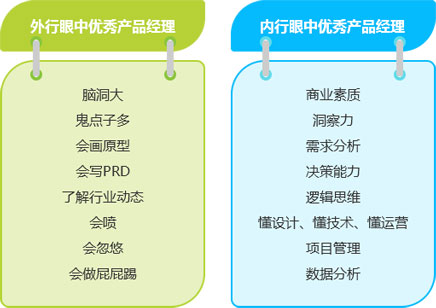 外行眼中优秀产品经理
脑洞大
鬼点子多
会画原型
会写PRD
了解行业动态
会喷
会忽悠
会做屁屁踢
内行眼中优秀产品经理
商业素质
洞察力
需求分析
决策能力
逻辑思维
懂设计、懂技术、懂运营
项目管理
数据分析